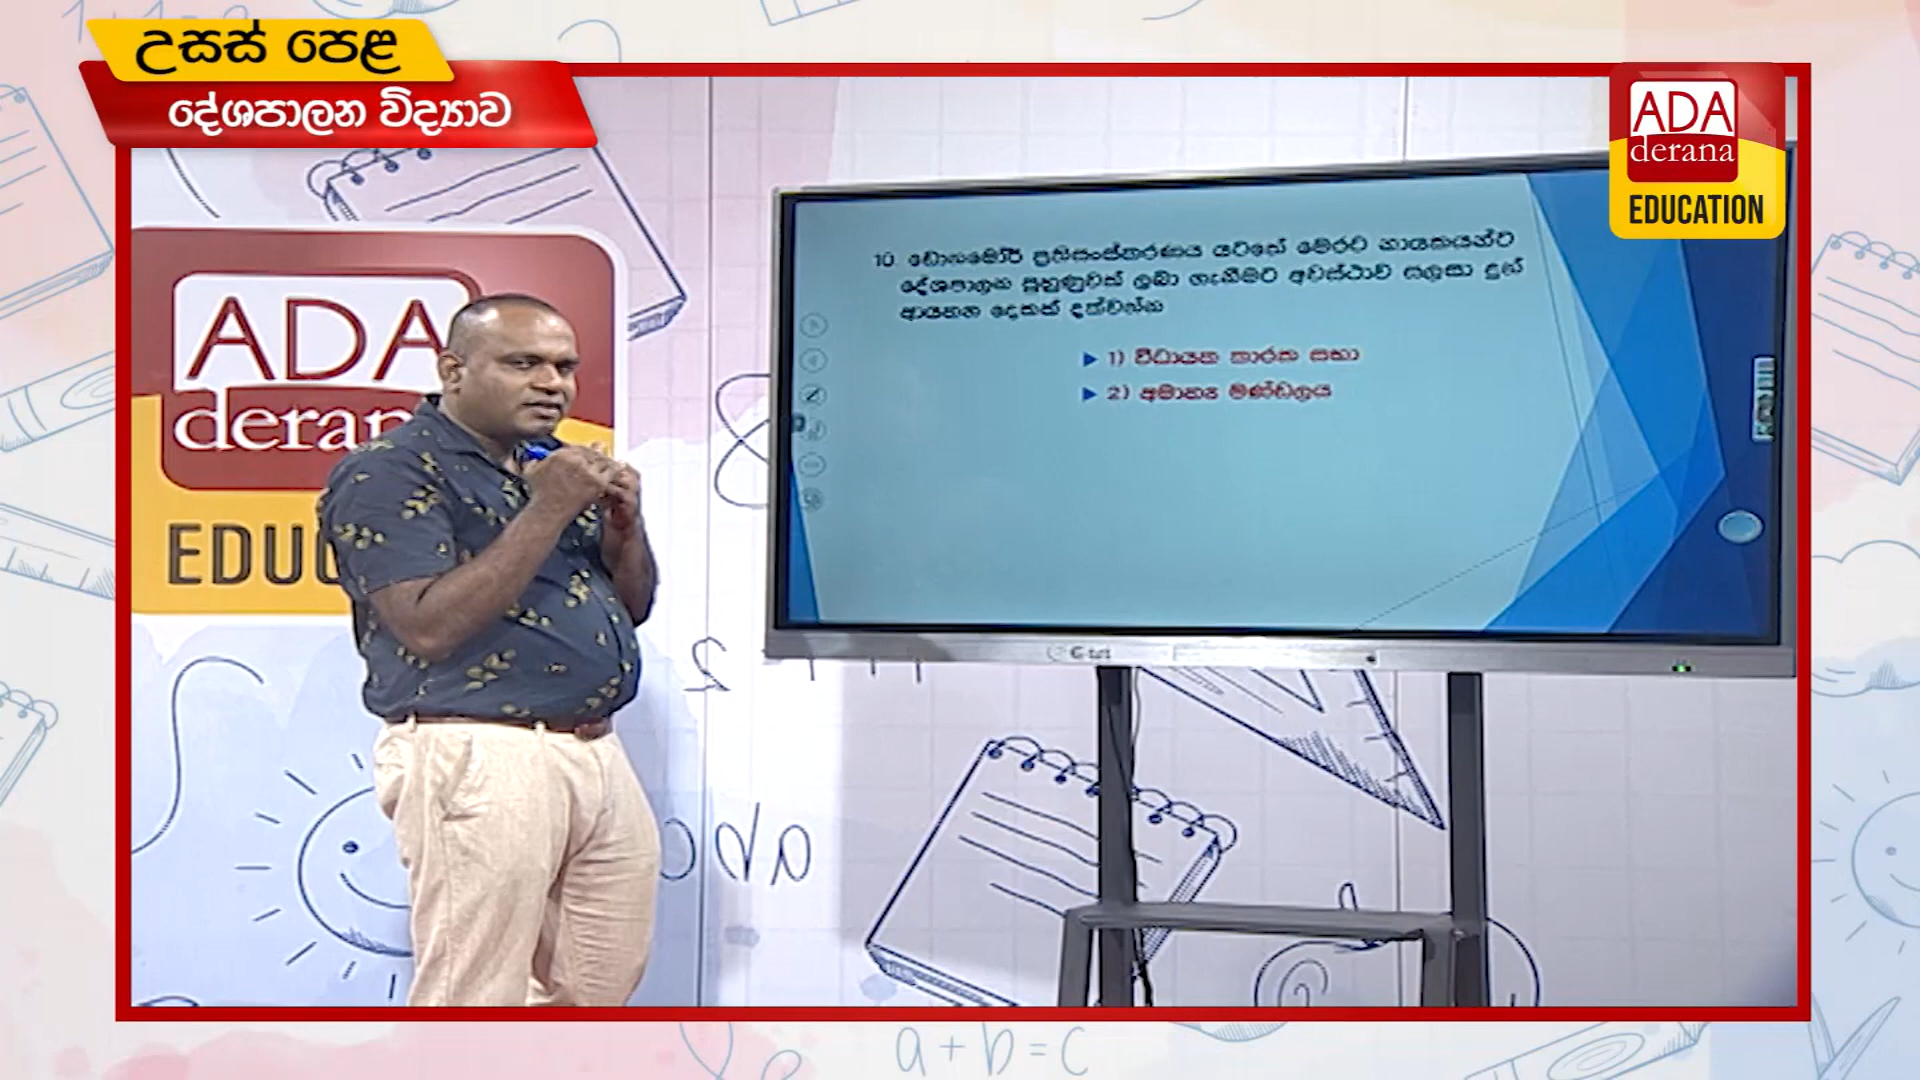 උසස් පෙළ
දේශපාලන විද්‍යාව
ADA
derana
EDUCATION
10. ඩොනමෝර් ප්‍රතිසංස්කරණය යටතේ මෙරට නායකයන්ට
දේශපාලන පුහුණුවක් ලබා ගැනීමට අවස්ථාව සලසා දුන්
ආයතන දෙකක් දක්වන්න
1) විධායක කාරක සභා
2) අමාත්‍ය මණ්ඩලය
ADA
derana
EDU
a + b = c